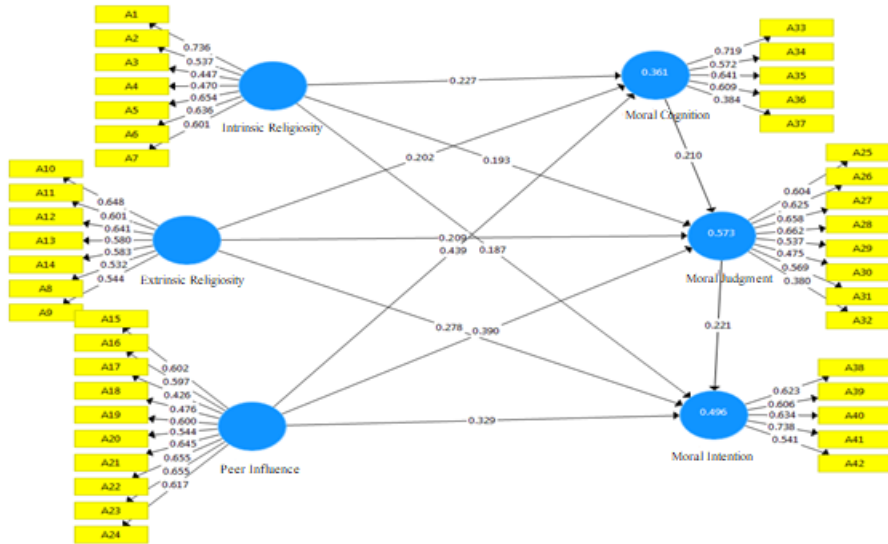 A1
A2
A3
A4
A5
A6
A7
0.736
0.537
0.447
0.470
0.654
0.636
0.601
Intrinsic Religiosity
A10
A11
A12
A13
A14
A8
A9
0.648
0.601
0.641
0.580
0.583
0.532
0.544
Extrinsic Religiosity
A15
A16
A17
A18
A19
A20
A21
A22
A23
A24
0.602
0.597
0.426
0.476
0.600
0.544
0.645
0.655
0.655
0.617
Peer Influence
0.227
0.202
0.193
0.209
0.439
0.187
0.278
0.390
0.329
0.210
0.221
0.361
Moral Cognition
0.719
0.572
0.641
0.609
0.384
A33
A34
A35
A36
A37
0.573
Moral Judgment
0.604
0.625
0.658
0.662
0.537
0.475
0.569
0.380
A25
A26
A27
A28
A29
A30
A31
A32
0.496
Moral Intention
0.623
0.606
0.634
0.738
0.541
A38
A39
A40
A41
A42